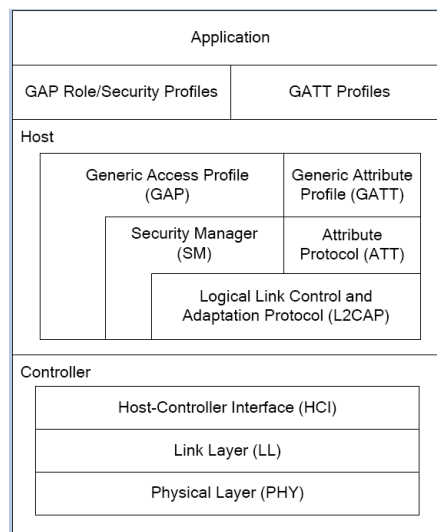 Application
GAP Role/Security Profiles
GATT Profiles
Host
Generic Access Profile
(GAP)
Generic Attribute
Profile (GATT)
Security Manager
(SM)
Attribute
Protocol (ATT)
Logical Link Control and
Adaptation Protocol (L2CAP)
Controller
Host-Controller Interface (HCI)
Link Layer (LL)
Physical Layer (PHY)